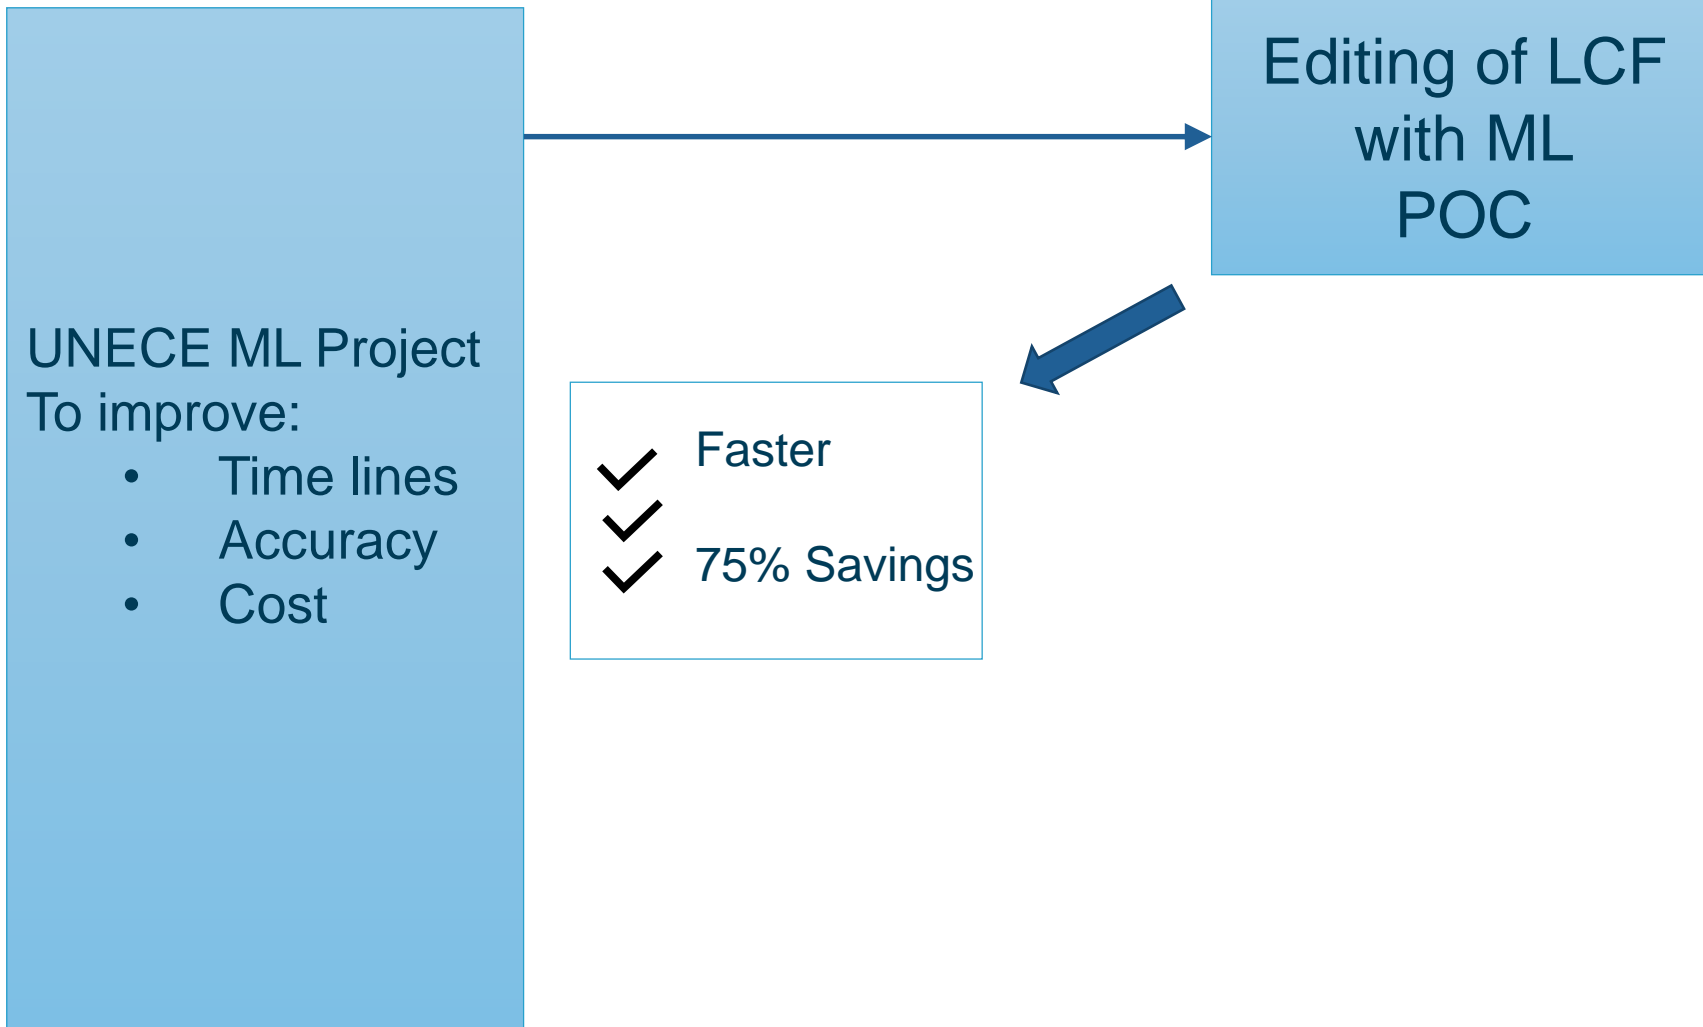 UNECE ML Project
To improve:
• Time lines
• Accuracy
• Cost
Editing of LCF
with ML
POC
Faster
75% Savings